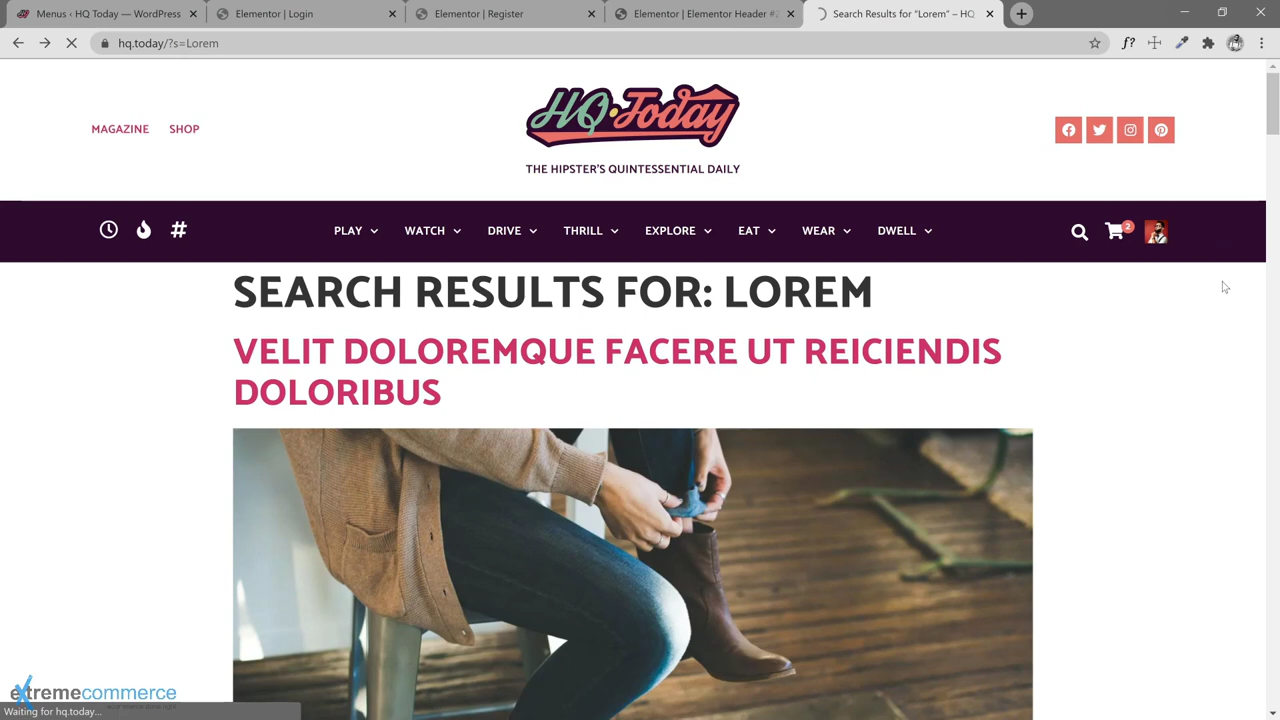 Menus ‹ HQ Today — WordPress
Elementor | Login
Elementor | Register
Elementor | Elementor Header #2
Search Results for "Lorem" – HQ
hq.today/?s=Lorem
f?
MAGAZINE SHOP
HQ·Today
THE HIPSTER'S QUINTESSENTIAL DAILY
# PLAY WATCH DRIVE THRILL EXPLORE EAT WEAR DWELL 2
SEARCH RESULTS FOR: LOREM
VELIT DOLOREMQUE FACERE UT REICIENDIS
DOLORIBUS
extremecommerce
Waiting for hq.today...